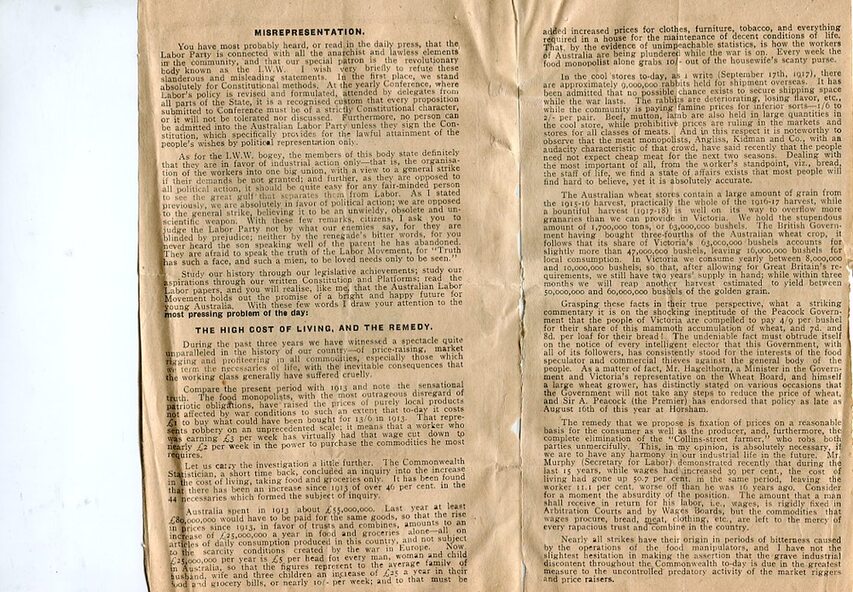 MISREPRESENTATION.
You have most probably heard, or read in the daily press, that the
Labor Party is connected with all the anarchist and lawless elements
in the community, and that our special patron is the revolutionary
body known as the I.W.W. I wish very briefly to refute these
slanderous and misleading statements. In the first place, we stand
absolutely for Constitutional methods. At the yearly Conference, where
Labor's policy is revised and formulated, attended by delegates from
all parts of the State, it is a recognised custom that every proposition
submitted to Conference must be of a strictly Constitutional character,
or it will not be tolerated nor discussed. Furthermore, no person can
be admitted into the Australian Labor Party unless they sign the Con-
stitution, which specifically provides for the lawful attainment of the
people's wishes by political representation only.
As for the I.W.W. bogey, the members of this body state definitely
that they are in favor of industrial action only—that is, the organisa-
tion of the workers into one big union, with a view to a general strike
if their demands be not granted; and further, as they are opposed to
all political action, it should be quite easy for any fair-minded person
to see the great gulf that separates them from Labor. As I stated
previously, we are absolutely in favor of political action; we are opposed
to the general strike, believing it to be an unwieldy, obsolete and un-
scientific weapon. With these few remarks, citizens, I ask you to
judge the Labor Party not by what our enemies say, for they are
blinded by prejudice; neither by the renegade's bitter words, for you
never heard the son speaking well of the parent he has abandoned.
They are afraid to speak the truth of the Labor Movement, for "Truth
has such a face, and such a mien, to be loved needs only to be seen."
Study our history through our legislative achievements; study our
aspirations through our written Constitution and Platforms; read the
Labor papers, and you will realise, like me, that the Australian Labor
Movement holds out the promise of a bright and happy future for
young Australia. With these few words I draw your attention to the
most pressing problem of the day:
THE HIGH COST OF LIVING, AND THE REMEDY.
During the past three years we have witnessed a spectacle quite
unparalleled in the history of our country—of price-raising, market
rigging and profiteering in all commodities, especially those which
we term the necessaries of life, with the inevitable consequences that
the working class generally have suffered cruelly.
Compare the present period with 1913 and note the sensational
truth. The food monopolists, with the most outrageous disregard of
patriotic obligations, have raised the prices of purely local products
not affected by war conditions to such an extent that to-day it costs
£1 to buy what could have been bought for 13/6 in 1913. That repre-
sents robbery on an unprecedented scale; it means that a worker who
was earning £3 per week has virtually had that wage cut down to
nearly £2 per week in the power to purchase the commodities he most
requires.
Let us carry the investigation a little further. The Commonwealth
Statistician, a short time back, concluded an inquiry into the increase
in the cost of living, taking food and groceries only. It has been found
that there has been an increase since 1913 of over 46 per cent. in the
44 necessaries which formed the subject of inquiry.
Australia spent in 1913 about £55,000,000. Last year at least
£80,000,000 would have to be paid for the same goods, so that the rise
in prices since 1913, in favor of trusts and combines, amounts to an
increase of £25,000,000 a year in food and groceries alone—all on
articles of daily consumption produced in this country, and not subject
to the scarcity conditions created by the war in Europe. Now
£25,000,000 per year is £5 per head for every man, woman and child
in Australia, so that the figures represent to the average family of
husband, wife and three children an increase of £25 a year in their
food and grocery bills, or nearly 10/- per week; and to that must be
added increased prices for clothes, furniture, tobacco, and everything
required in a house for the maintenance of decent conditions of life.
That, by the evidence of unimpeachable statistics, is how the workers
of Australia are being plundered while the war is on. Every week the
food monopolist alone grabs 10/- out of the housewife's scanty purse.
In the cool stores to-day, as I write (September 17th, 1917), there
are approximately 9,000,000 rabbits held for shipment overseas. It has
been admitted that no possible chance exists to secure shipping space
while the war lasts. The rabbits are deteriorating, losing flavor, etc.,
while the community is paying famine prices for inferior sorts—1/6 to
2/- per pair. Beef, mutton, lamb are also held in large quantities in
the cool store, while prohibitive prices are ruling in the markets and
stores for all classes of meats. And in this respect it is noteworthy to
observe that the meat monopolists, Angliss, Kidman and Co., with an
audacity characteristic of that crowd, have said recently that the people
need not expect cheap meat for the next two seasons. Dealing with
the most important of all, from the worker's standpoint, viz., bread,
the staff of life, we find a state of affairs exists that most people will
find hard to believe, yet it is absolutely accurate.
The Australian wheat stores contain a large amount of grain from
the 1915-16 harvest, practically the whole of the 1916-17 harvest, while
a bountiful harvest (1917-18) is well on its way to overflow more
granaries than we can provide in Victoria. We hold the stupendous
amount of 1,700,000 tons, or 63,000,000 bushels. The British Govern-
ment having bought three-fourths of the Australian wheat crop, it
follows that its share of Victoria's 63,000,000 bushels accounts for
slightly more than 47,000,000 bushels, leaving 16,000,000 bushels for
local consumption. In Victoria we consume yearly between 8,000,000
and 10,000,000 bushels, so that, after allowing for Great Britain's re-
quirements, we still have two years' supply in hand; while within three
months we will reap another harvest estimated to yield between
50,000,000 and 60,000,000 bushels of the golden grain.
Grasping these facts in their true perspective, what a striking
commentary it is on the shocking ineptitude of the Peacock Govern-
ment that the people of Victoria are compelled to pay 4/9 per bushel
for their share of this mammoth accumulation of wheat, and 7d. and
8d. per loaf for their bread! The undeniable fact must obtrude itself
on the notice of every intelligent elector that this Government, with
all of its followers, has consistently stood for the interests of the food
speculator and commercial thieves against the general body of the
people. As a matter of fact, Mr. Hagelthorn, a Minister in the Govern-
ment and Victoria's representative on the Wheat Board, and himself
a large wheat grower, has distinctly stated on various occasions that
the Government will not take any steps to reduce the price of wheat,
and Sir A. Peacock (the Premier) has endorsed that policy as late as
August 16th of this year at Horsham.
The remedy that we propose is fixation of prices on a reasonable
basis for the consumer as well as the producer, and, furthermore, the
complete elimination of the "Collins-street farmer," who robs both
parties unmercifully. This, in my opinion, is absolutely necessary, if
we are to have any harmony in our industrial life in the future. Mr.
Murphy (Secretary for Labor) demonstrated recently that during the
last 15 years, while wages had increased 39 per cent., the cost of
living had gone up 50.7 per cent. in the same period, leaving the
worker 11.1 per cent. worse off than he was 16 years ago. Consider
for a moment the absurdity of the position. The amount that a man
shall receive in return for his labor, i.e., wages, is rigidly fixed in
Arbitration Courts and by Wages Boards, but the commodities that
wages procure, bread, meat, clothing, etc., are left to the mercy of
every rapacious trust and combine in the country.
Nearly all strikes have their origin in periods of bitterness caused
by the operations of the food manipulators, and I have not the
slightest hesitation in making the assertion that the grave industrial
discontent throughout the Commonwealth to-day is due in the greatest
measure to the uncontrolled predatory activity of the market riggers
and price raisers.